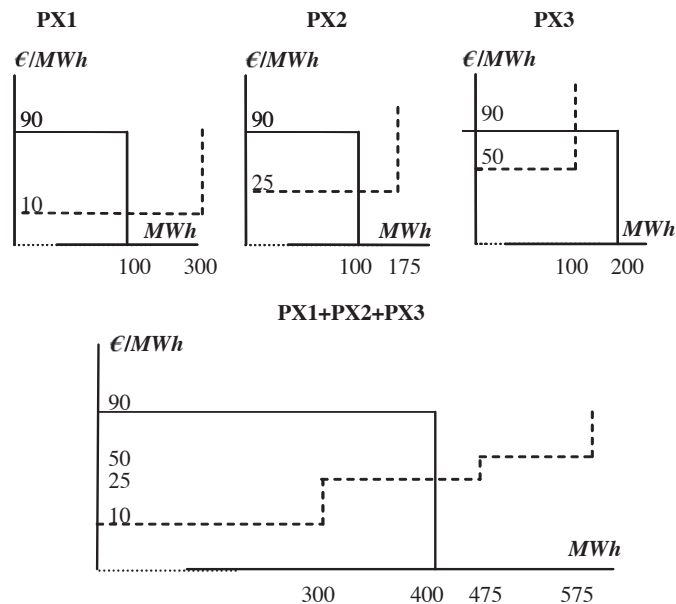 PX1 PX2 PX3
€/MWh €/MWh €/MWh
90 90 90
50
25
10
MWh MWh MWh
100 300 100 175 100 200
PX1+PX2+PX3
€/MWh
90
50
25
10
MWh
300 400 475 575